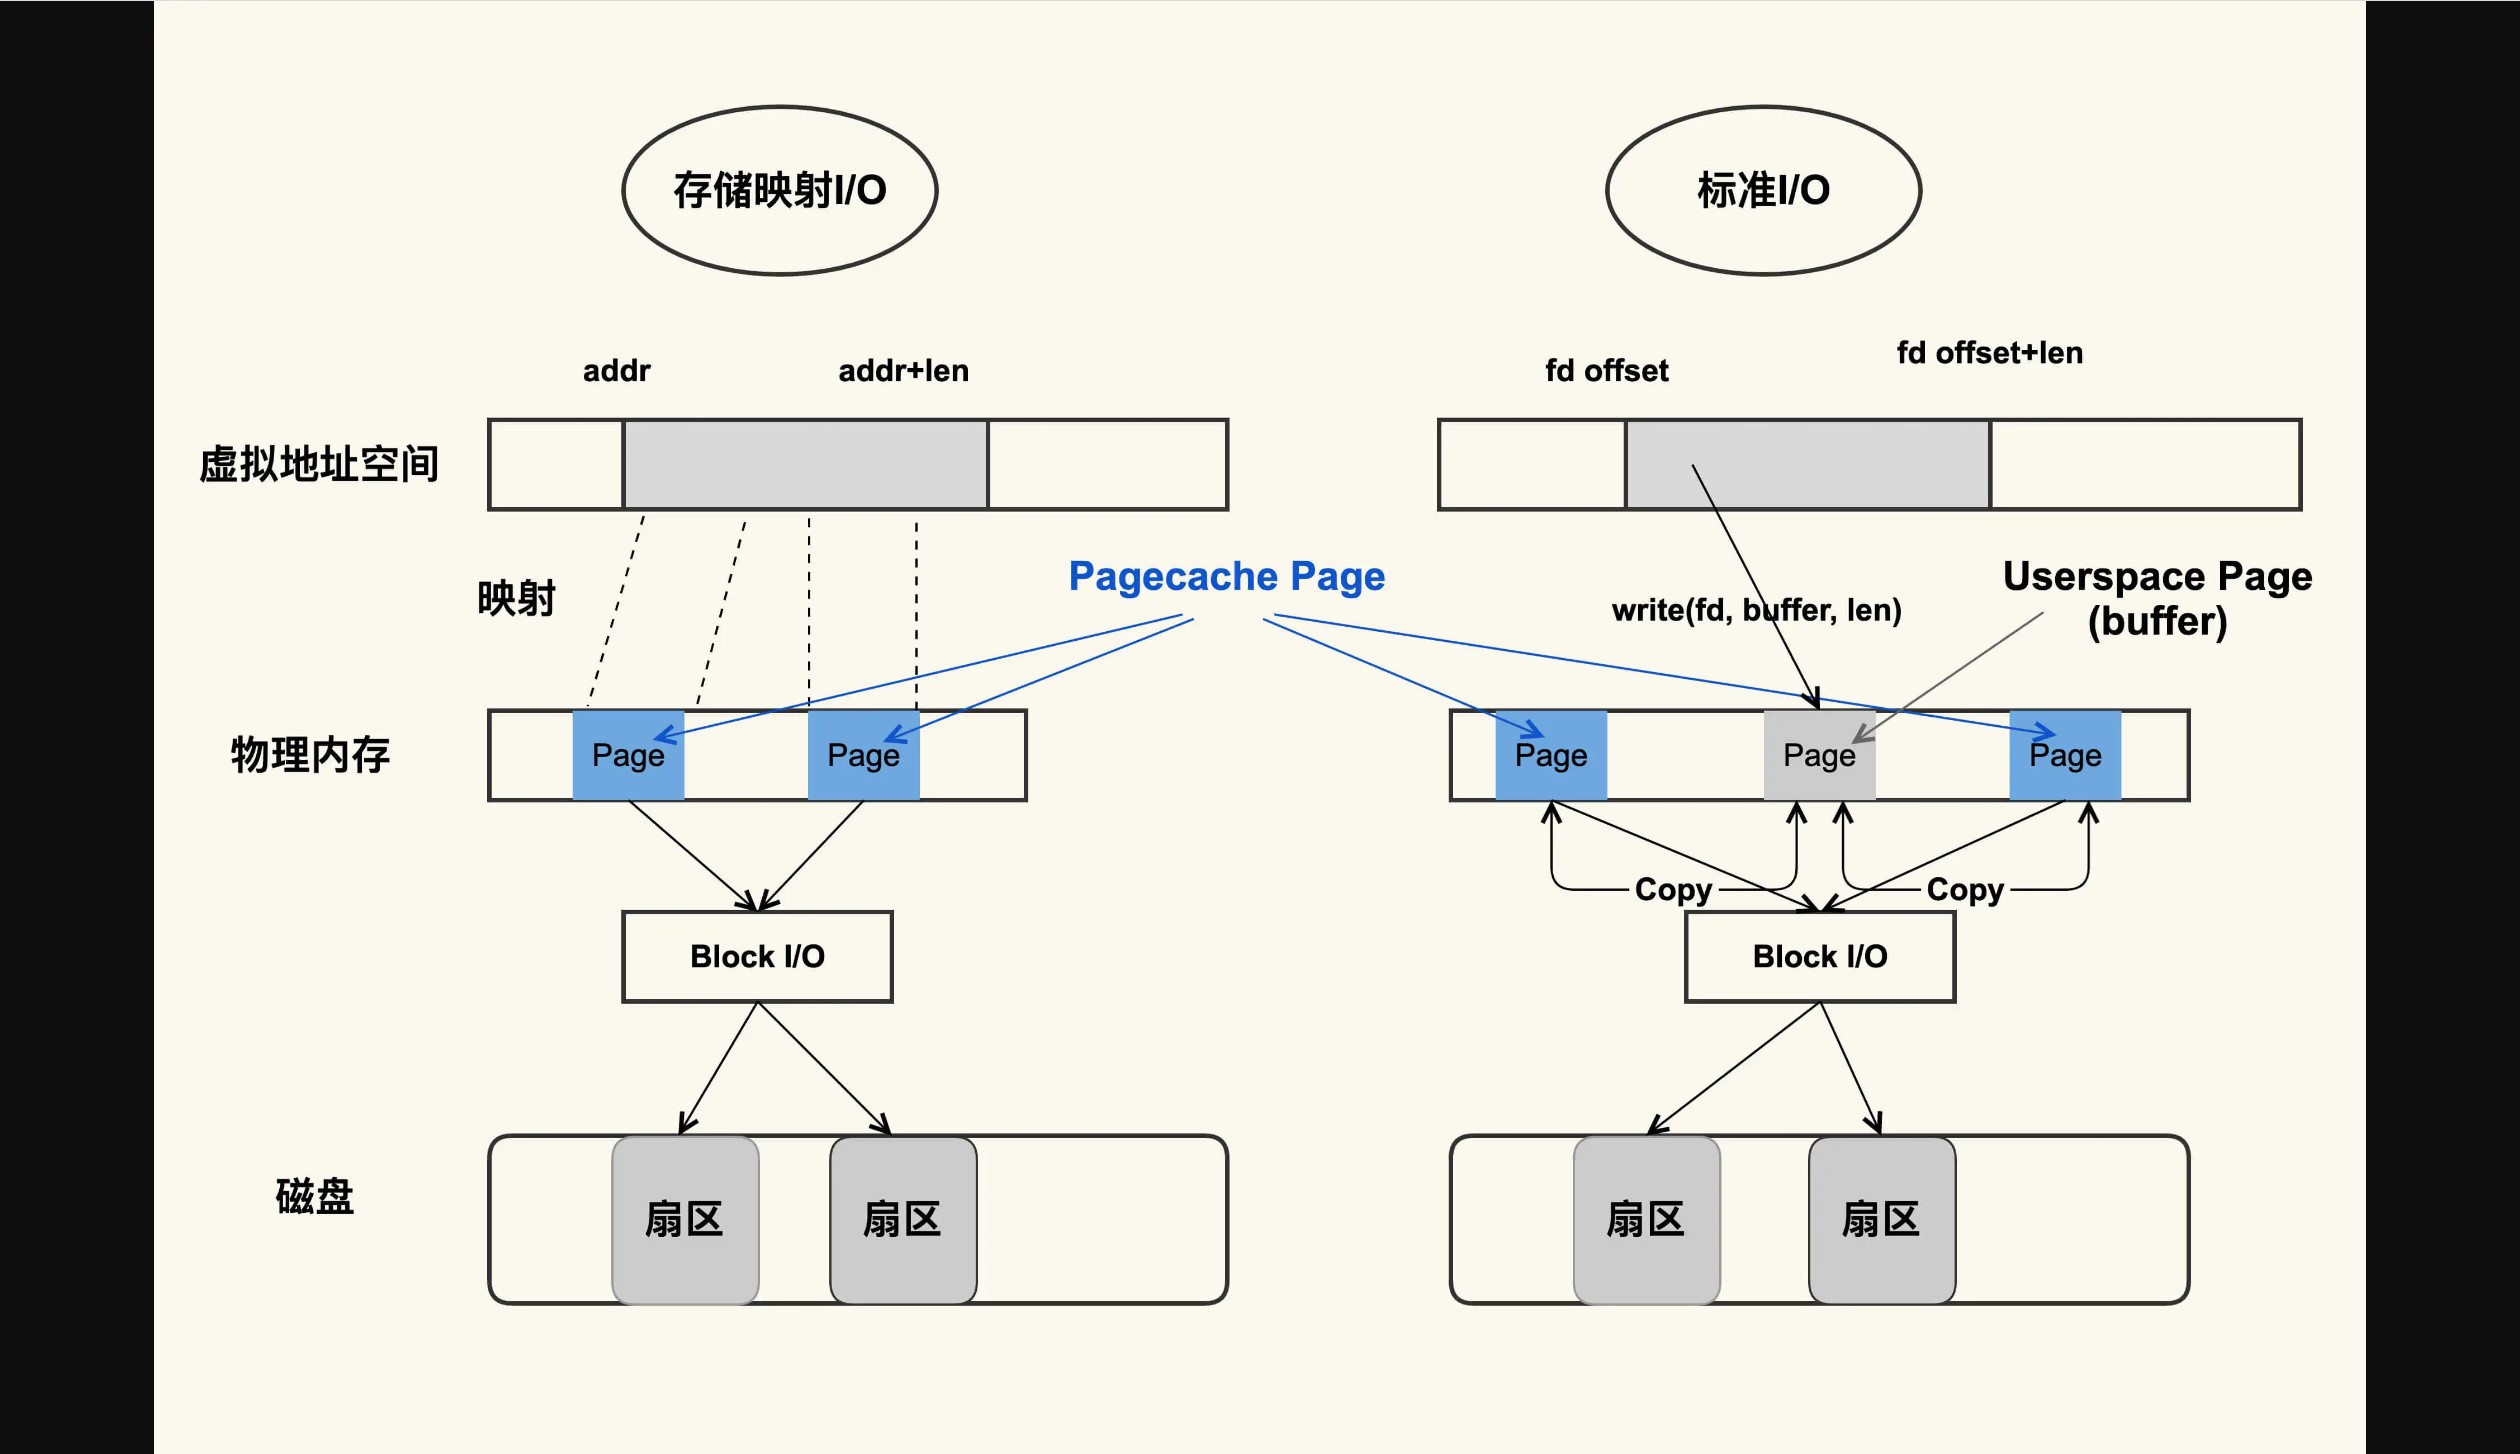 存储映射I/O
标准I/O
addr
addr+len
fd offset
fd offset+len
虚拟地址空间
映射
Pagecache Page
write(fd, buffer, len)
Userspace Page
(buffer)
物理内存
Page
Page
Page
Page
Page
Copy
Copy
Block I/O
Block I/O
磁盘
扇区
扇区
扇区
扇区